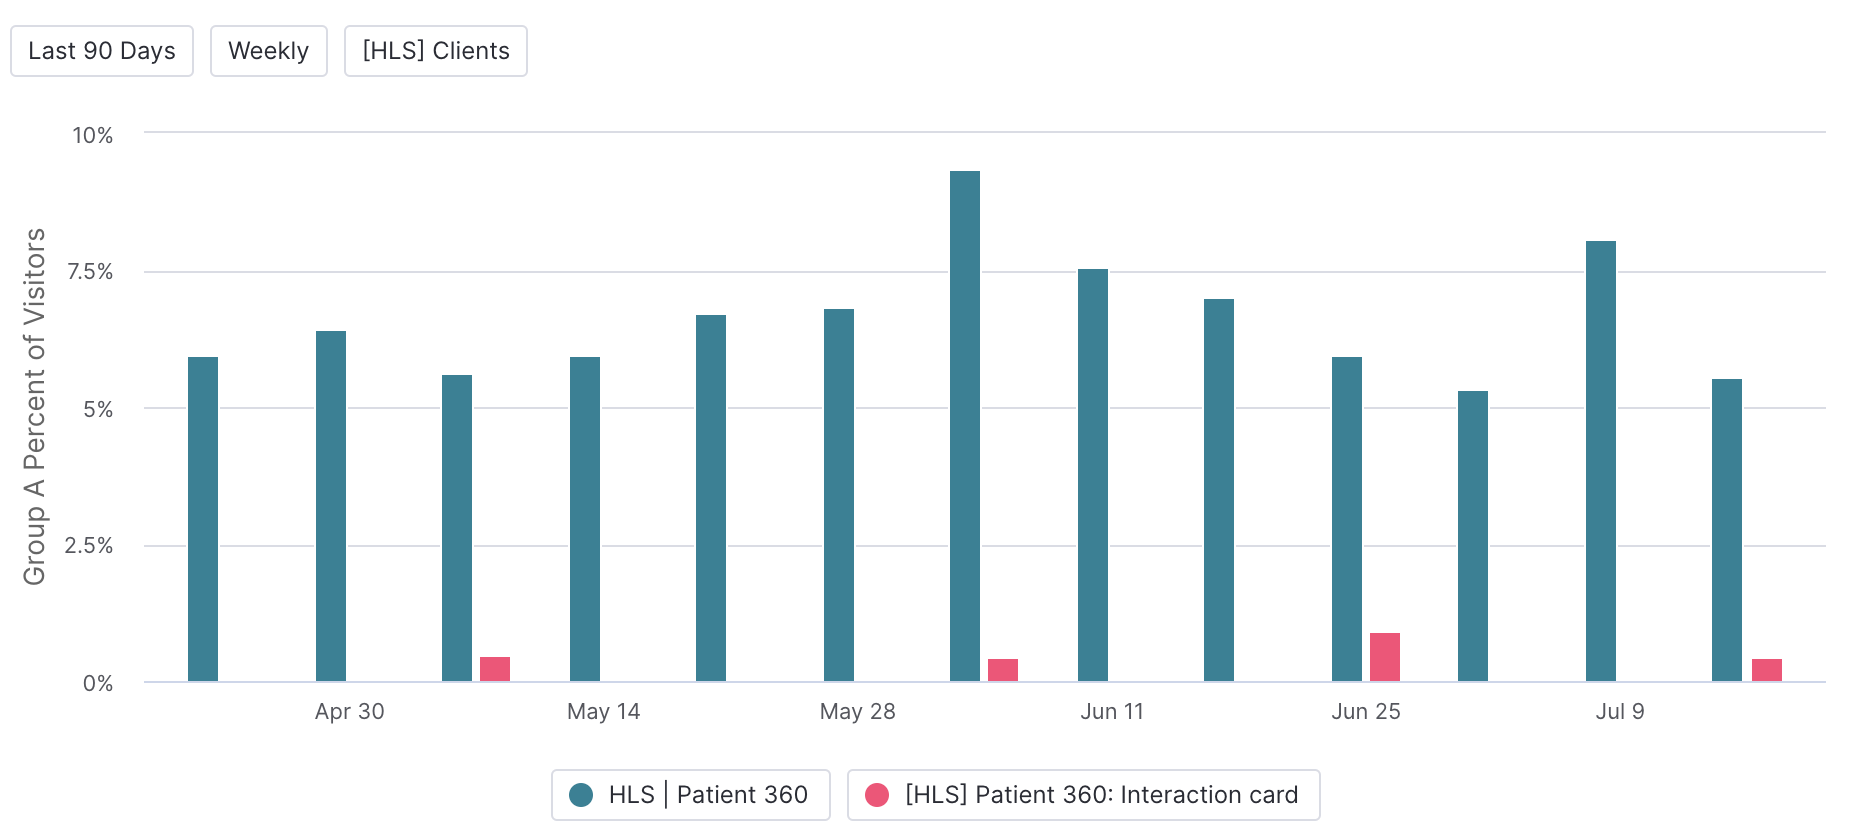 Last 90 Days
Weekly
[HLS] Clients
Group A Percent of Visitors
10%
7.5%
5%
2.5%
0%
Apr 30
May 14
May 28
Jun 11
Jun 25
Jul 9
HLS | Patient 360
[HLS] Patient 360: Interaction card